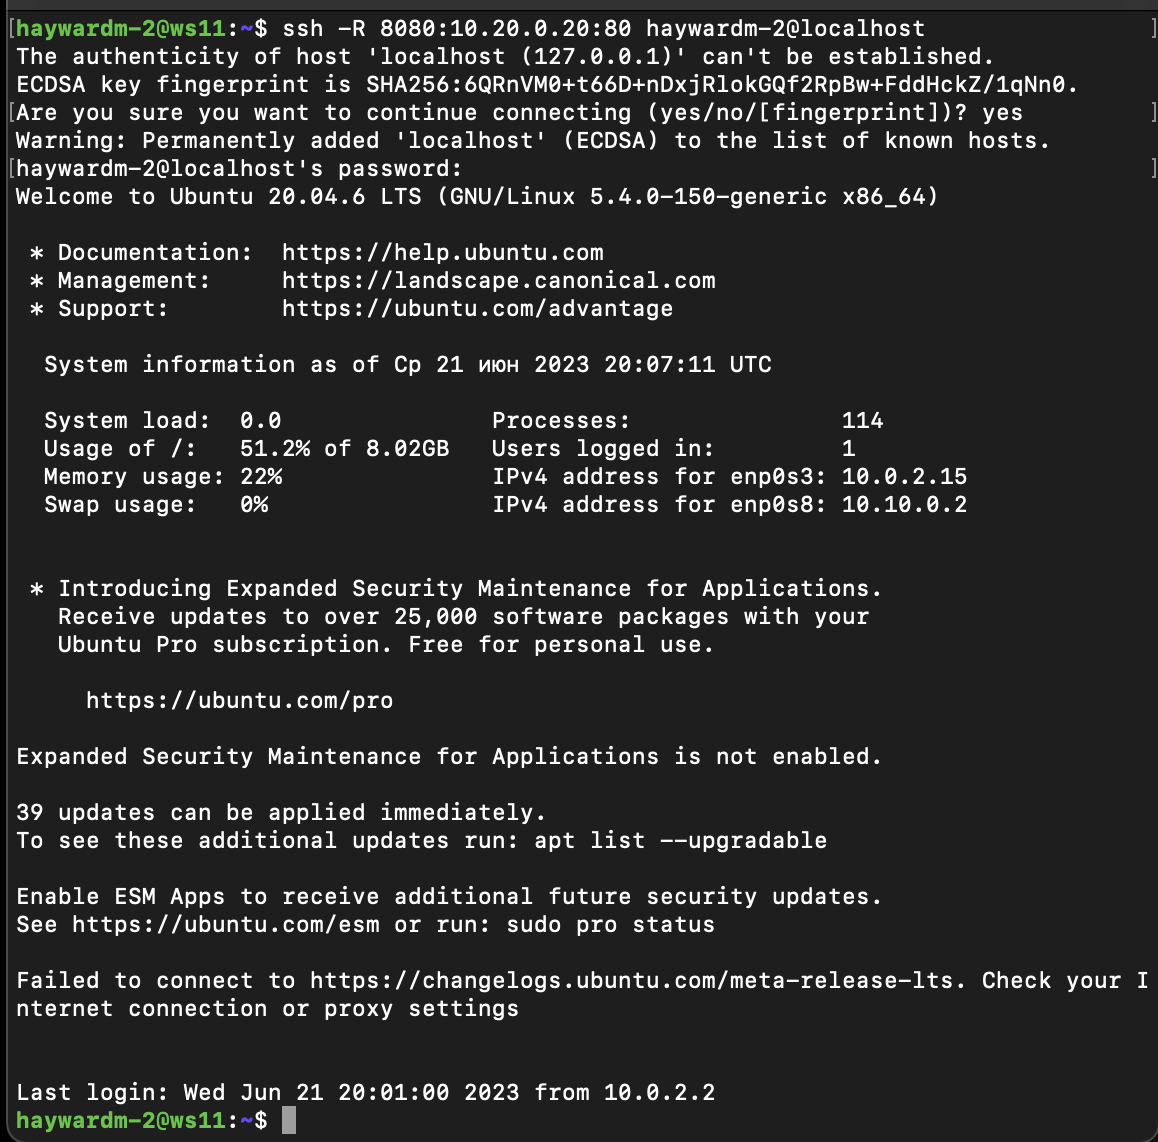 [haywardm-2@ws11:~$ ssh -R 8080:10.20.0.20:80 haywardm-2@localhost ]
The authenticity of host 'localhost (127.0.0.1)' can't be established.
ECDSA key fingerprint is SHA256:6QRnVM0+t66D+nDxjRlokGQf2RpBw+FddHckZ/1qNn0.
[Are you sure you want to continue connecting (yes/no/[fingerprint])? yes ]
Warning: Permanently added 'localhost' (ECDSA) to the list of known hosts.
[haywardm-2@localhost's password: ]
Welcome to Ubuntu 20.04.6 LTS (GNU/Linux 5.4.0-150-generic x86_64)

 * Documentation:  https://help.ubuntu.com
 * Management:     https://landscape.canonical.com
 * Support:        https://ubuntu.com/advantage

  System information as of Ср 21 июн 2023 20:07:11 UTC

  System load:  0.0               Processes:               114
  Usage of /:   51.2% of 8.02GB   Users logged in:         1
  Memory usage: 22%               IPv4 address for enp0s3: 10.0.2.15
  Swap usage:   0%                IPv4 address for enp0s8: 10.10.0.2

 * Introducing Expanded Security Maintenance for Applications.
   Receive updates to over 25,000 software packages with your
   Ubuntu Pro subscription. Free for personal use.

     https://ubuntu.com/pro

Expanded Security Maintenance for Applications is not enabled.

39 updates can be applied immediately.
To see these additional updates run: apt list --upgradable

Enable ESM Apps to receive additional future security updates.
See https://ubuntu.com/esm or run: sudo pro status

Failed to connect to https://changelogs.ubuntu.com/meta-release-lts. Check your I
nternet connection or proxy settings

Last login: Wed Jun 21 20:01:00 2023 from 10.0.2.2
haywardm-2@ws11:~$